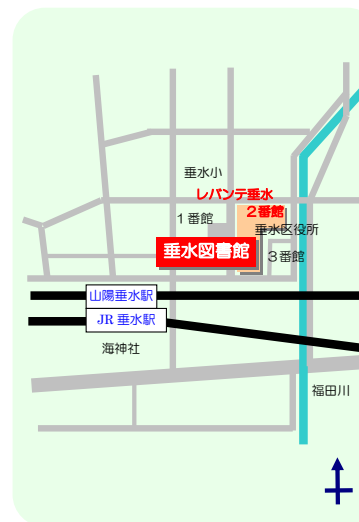 垂水小
レバンテ垂水
２番館
１番館
垂水区役所
垂水図書館
３番館
山陽垂水駅
JR 垂水駅
海神社
福田川